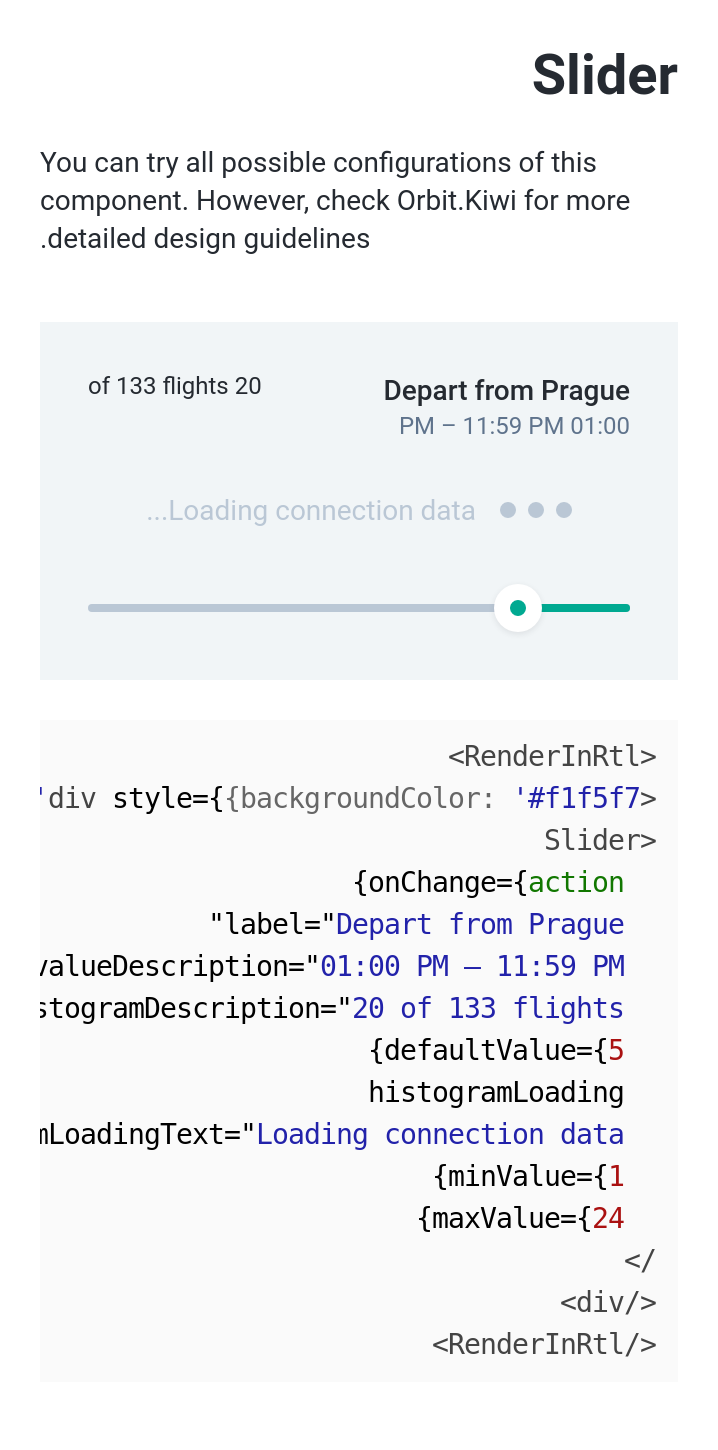 Slider
You can try all possible configurations of this
component. However, check Orbit.Kiwi for more
.detailed design guidelines
Depart from Prague
PM – 11:59 PM 01:00
of 133 flights 20
...Loading connection data
<RenderInRtl>
'div style={{backgroundColor: '#f1f5f7>
Slider>
{onChange={action
"label="Depart from Prague
valueDescription="01:00 PM – 11:59 PM
stogramDescription="20 of 133 flights
{defaultValue={5
histogramLoading
mLoadingText="Loading connection data
{minValue={1
{maxValue={24
</
<div/>
<RenderInRtl/>